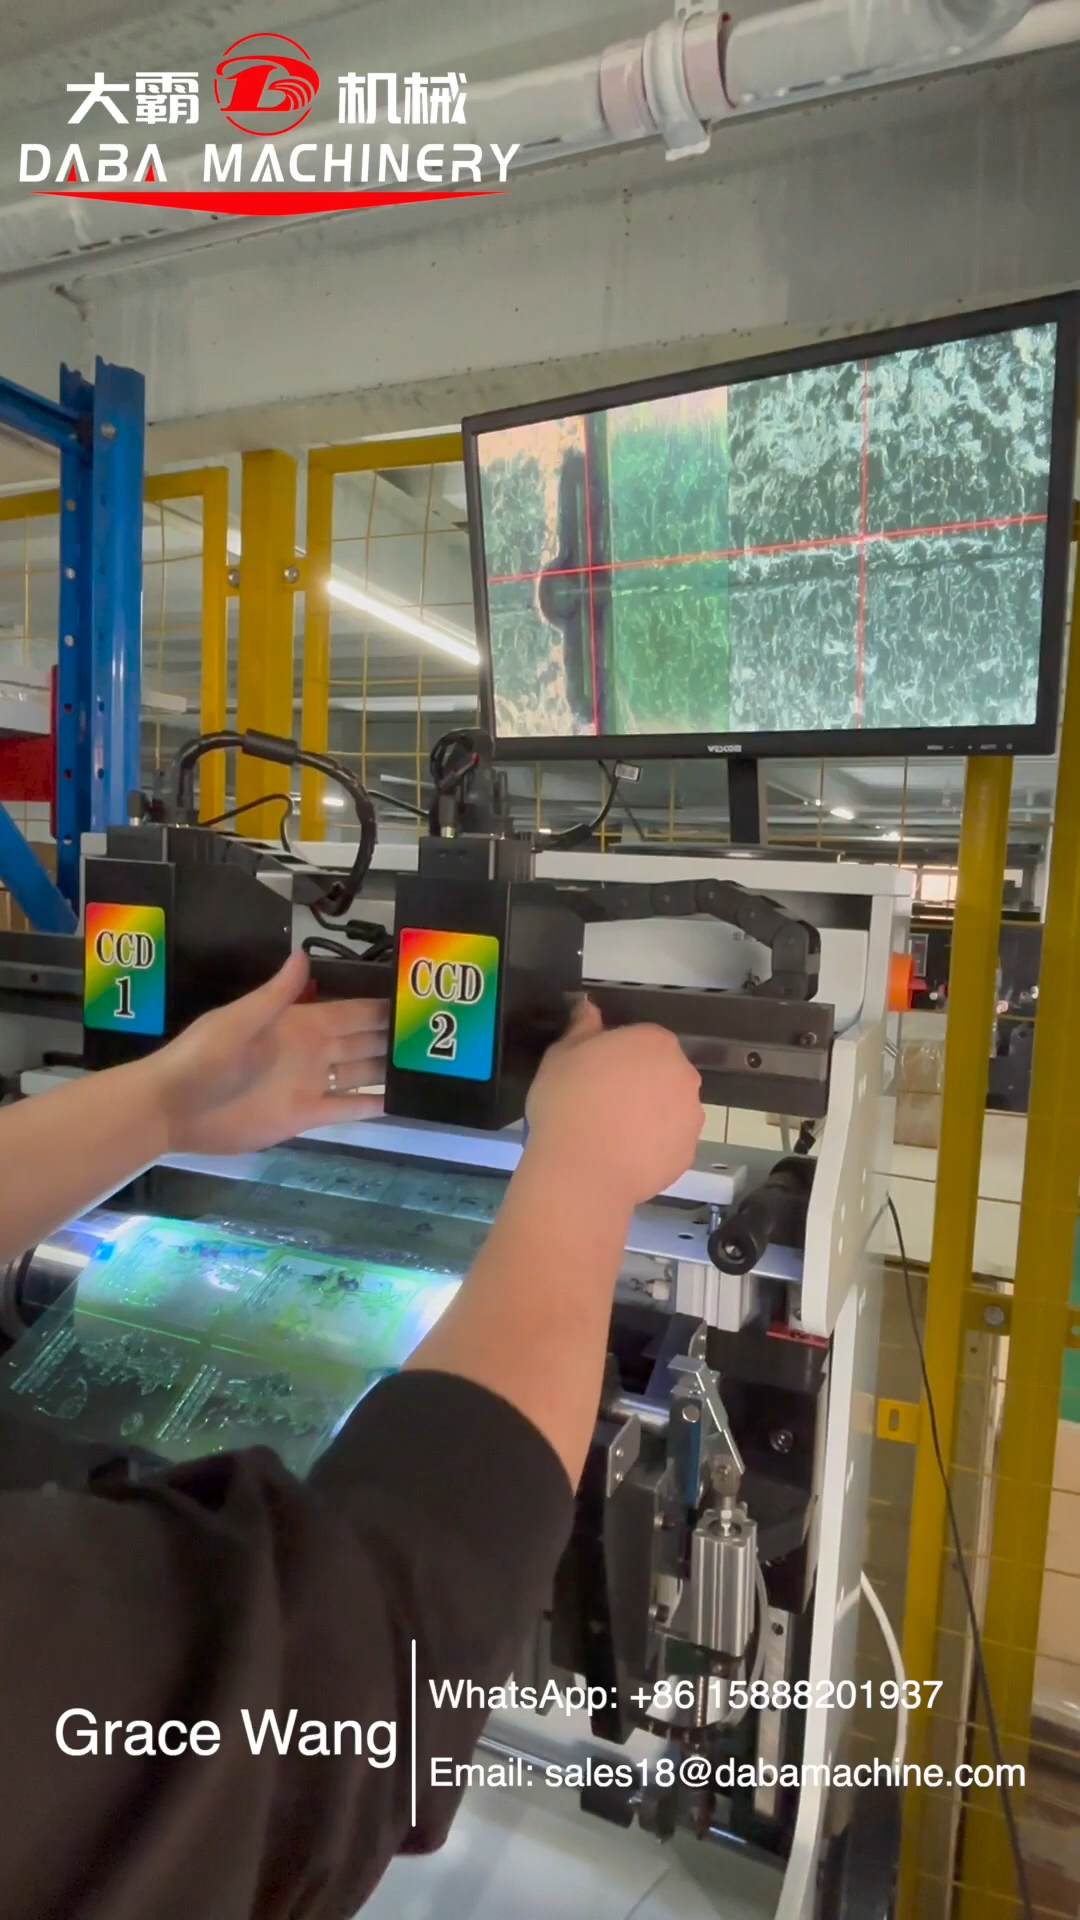 大霸 机械
DABA MACHINERY
CCD
1
CCD
2
Grace Wang
WhatsApp: +86 15888201937
Email: sales18@dabamachine.com